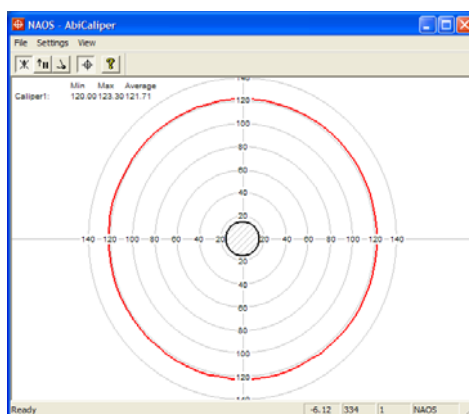 NAOS - AbiCaliper
File Settings View
Min Max Average
Caliper1: 120.00 123.30 121.71
140
120
100
80
60
40
20
140 120 100 80 60 40 20 20 40 60 80 100 120 140
20
40
60
80
100
120
140
Ready -6.12 334 1 NAOS